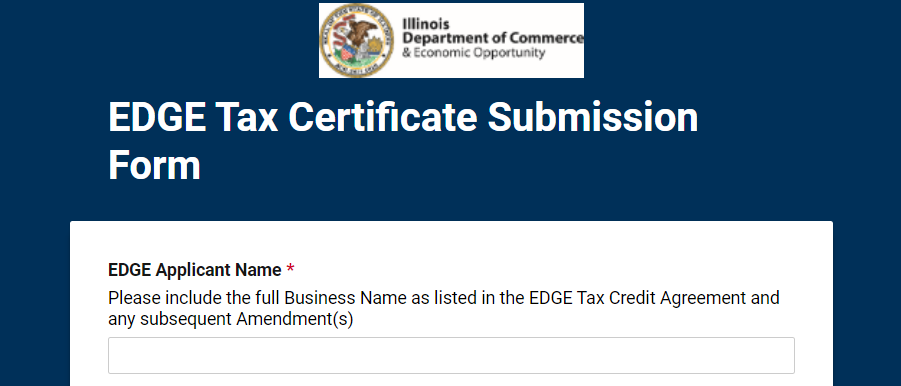 Illinois
Department of Commerce
& Economic Opportunity
EDGE Tax Certificate Submission
Form
EDGE Applicant Name *
Please include the full Business Name as listed in the EDGE Tax Credit Agreement and
any subsequent Amendment(s)